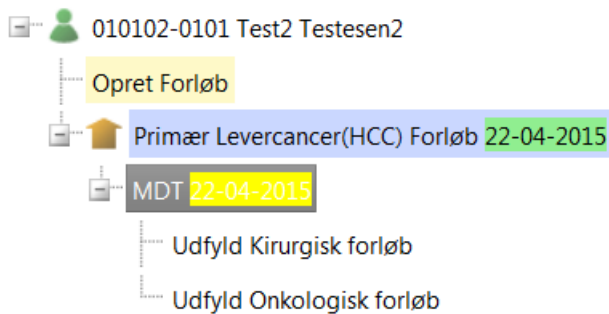 010102-0101 Test2 Testesen2
Opret Forløb
Primær Levercancer(HCC) Forløb 22-04-2015
MDT 22-04-2015
Udfyld Kirurgisk forløb
Udfyld Onkologisk forløb